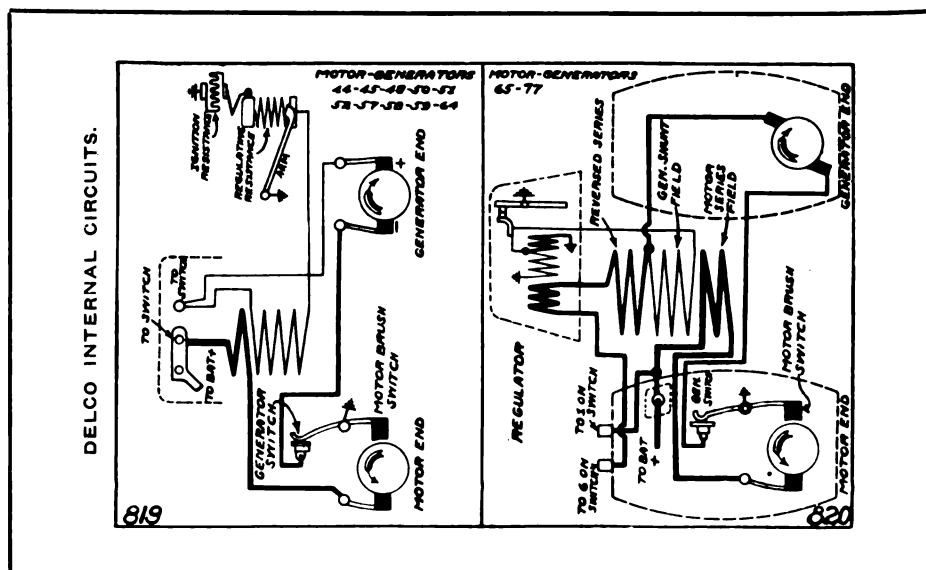 DELCO INTERNAL CIRCUITS.
MOTOR-GENERATORS
44-45-48-50-51
52-57-58-59-64
IGNITION
RESISTANCE
REGULATING
RESISTANCE
ARM
+
GENERATOR END
−
TO SWITCH
TO
SWITCH
TO BAT+
GENERATOR
SWITCH
MOTOR BRUSH
SWITCH
MOTOR END
819
MOTOR-GENERATORS
65-77
GENERATOR END
REVERSED SERIES
GEN. SHUNT
FIELD
MOTOR
SERIES
FIELD
REGULATOR
TO 5 ON
SWITCH
TO 6 ON
SWITCH
TO BAT
+
GEN.
SWITCH
MOTOR BRUSH
SWITCH
MOTOR END
820